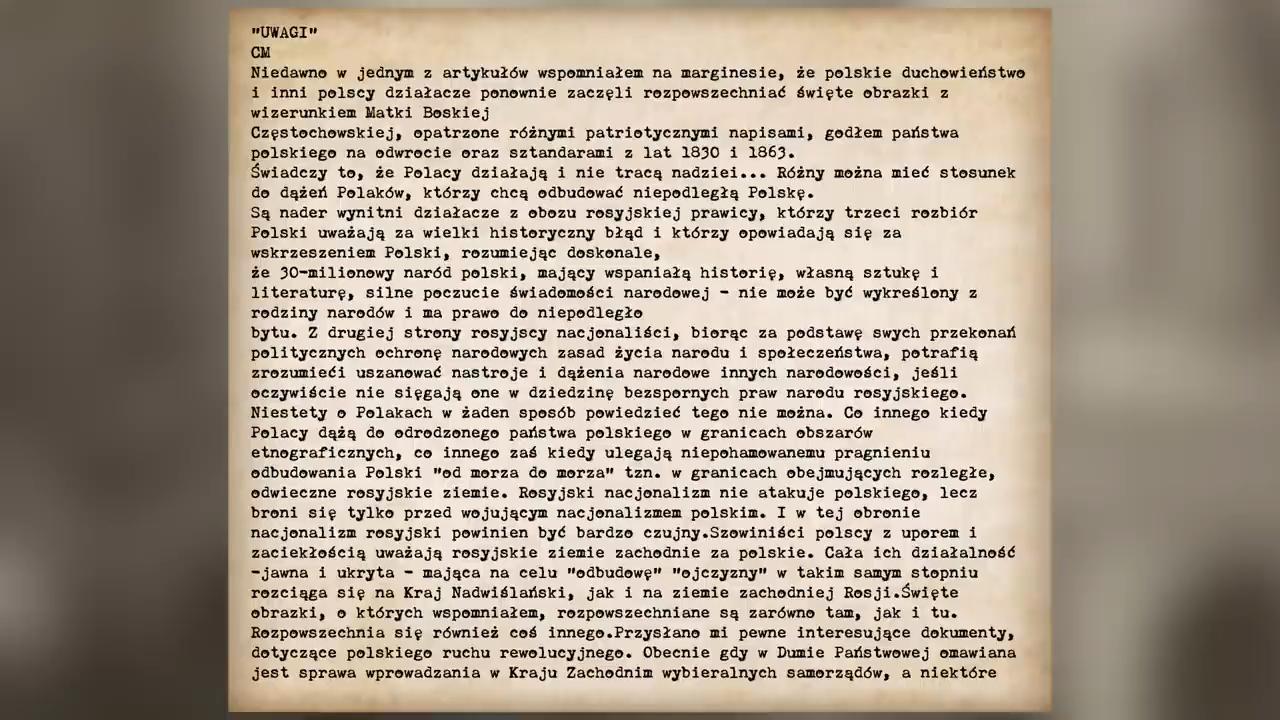 "UWAGI"
CM
Niedawno w jednym z artykułów wspomniałem na marginesie, że polskie duchowieństwo
i inni polscy działacze ponownie zaczęli rozpowszechniać święte obrazki z
wizerunkiem Matki Boskiej
Częstochowskiej, opatrzone różnymi patriotycznymi napisami, godłem państwa
polskiego na odwrocie oraz sztandarami z lat 1830 i 1863.
Świadczy to, że Polacy działają i nie tracą nadziei... Różny można mieć stosunek
do dążeń Polaków, którzy chcą odbudować niepodległą Polskę.
Są nader wynitni działacze z obozu rosyjskiej prawicy, którzy trzeci rozbiór
Polski uważają za wielki historyczny błąd i którzy opowiadają się za
wskrzeszeniem Polski, rozumiejąc doskonale,
że 30-milionowy naród polski, mający wspaniałą historię, własną sztukę i
literaturę, silne poczucie świadomości narodowej - nie może być wykreślony z
rodziny narodów i ma prawo do niepodległo
bytu. Z drugiej strony rosyjscy nacjonaliści, biorąc za podstawę swych przekonań
politycznych ochronę narodowych zasad życia narodu i społeczeństwa, potrafią
zrozumieći uszanować nastroje i dążenia narodowe innych narodowości, jeśli
oczywiście nie sięgają one w dziedzinę bezspornych praw narodu rosyjskiego.
Niestety o Polakach w żaden sposób powiedzieć tego nie można. Co innego kiedy
Polacy dążą do odrodzonego państwa polskiego w granicach obszarów
etnograficznych, co innego zaś kiedy ulegają niepohamowanemu pragnieniu
odbudowania Polski "od morza do morza" tzn. w granicach obejmujących rozległe,
odwieczne rosyjskie ziemie. Rosyjski nacjonalizm nie atakuje polskiego, lecz
broni się tylko przed wojującym nacjonalizmem polskim. I w tej obronie
nacjonalizm rosyjski powinien być bardzo czujny.Szowiniści polscy z uporem i
zaciekłością uważają rosyjskie ziemie zachodnie za polskie. Cała ich działalność
-jawna i ukryta - mająca na celu "odbudowę" "ojczyzny" w takim samym stopniu
rozciąga się na Kraj Nadwiślański, jak i na ziemie zachodniej Rosji.Święte
obrazki, o których wspomniałem, rozpowszechniane są zarówno tam, jak i tu.
Rozpowszechnia się również coś innego.Przysłano mi pewne interesujące dokumenty,
dotyczące polskiego ruchu rewolucyjnego. Obecnie gdy w Dumie Państwowej omawiana
jest sprawa wprowadzania w Kraju Zachodnim wybieralnych samorządów, a niektóre